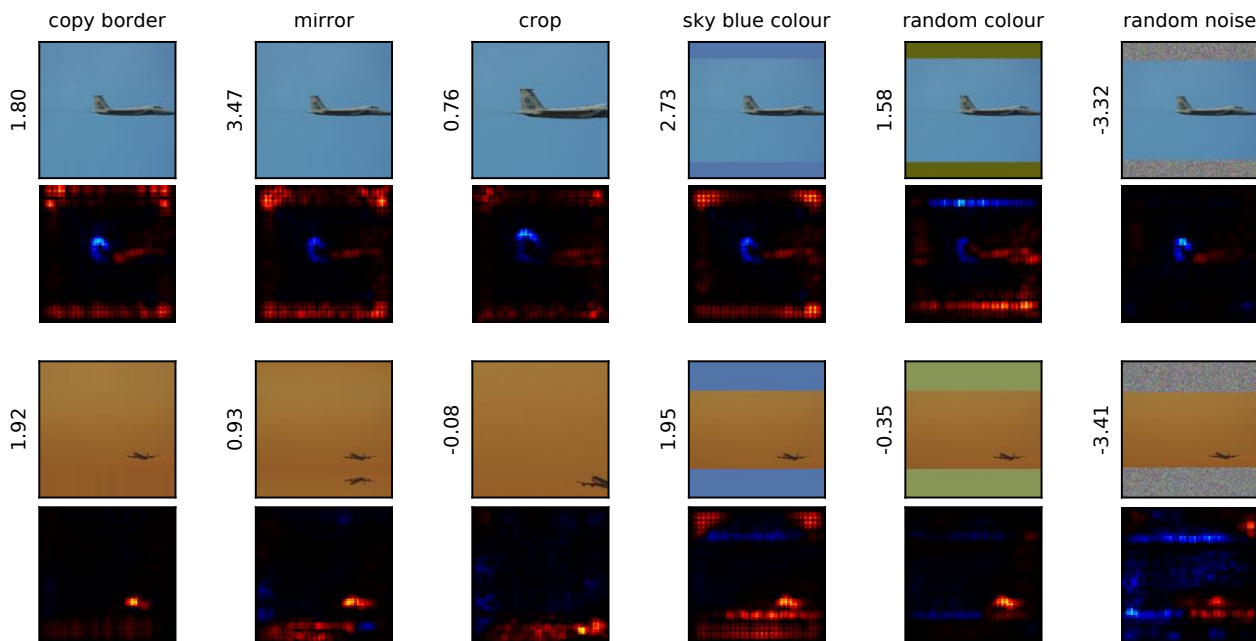 copy border mirror crop sky blue colour random colour random noise
1.80 3.47 0.76 2.73 1.58 -3.32
1.92 0.93 -0.08 1.95 -0.35 -3.41